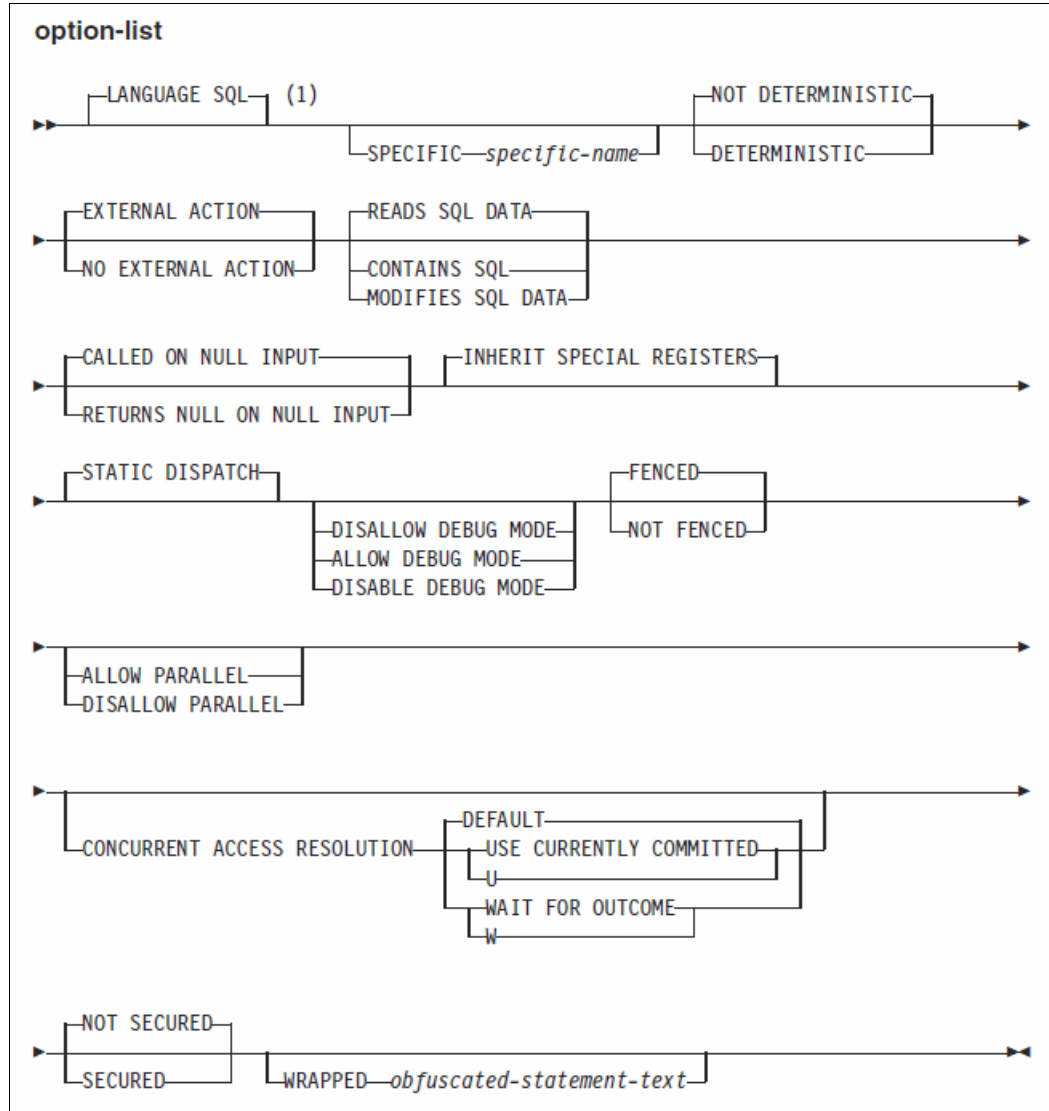 option-list
LANGUAGE SQL (1) NOT DETERMINISTIC
SPECIFIC specific-name DETERMINISTIC
EXTERNAL ACTION READS SQL DATA
NO EXTERNAL ACTION CONTAINS SQL
MODIFIES SQL DATA
CALLED ON NULL INPUT INHERIT SPECIAL REGISTERS
RETURNS NULL ON NULL INPUT
STATIC DISPATCH FENCED
DISALLOW DEBUG MODE NOT FENCED
ALLOW DEBUG MODE
DISABLE DEBUG MODE
ALLOW PARALLEL
DISALLOW PARALLEL
DEFAULT
CONCURRENT ACCESS RESOLUTION USE CURRENTLY COMMITTED
U
WAIT FOR OUTCOME
W
NOT SECURED
SECURED WRAPPED obfuscated-statement-text